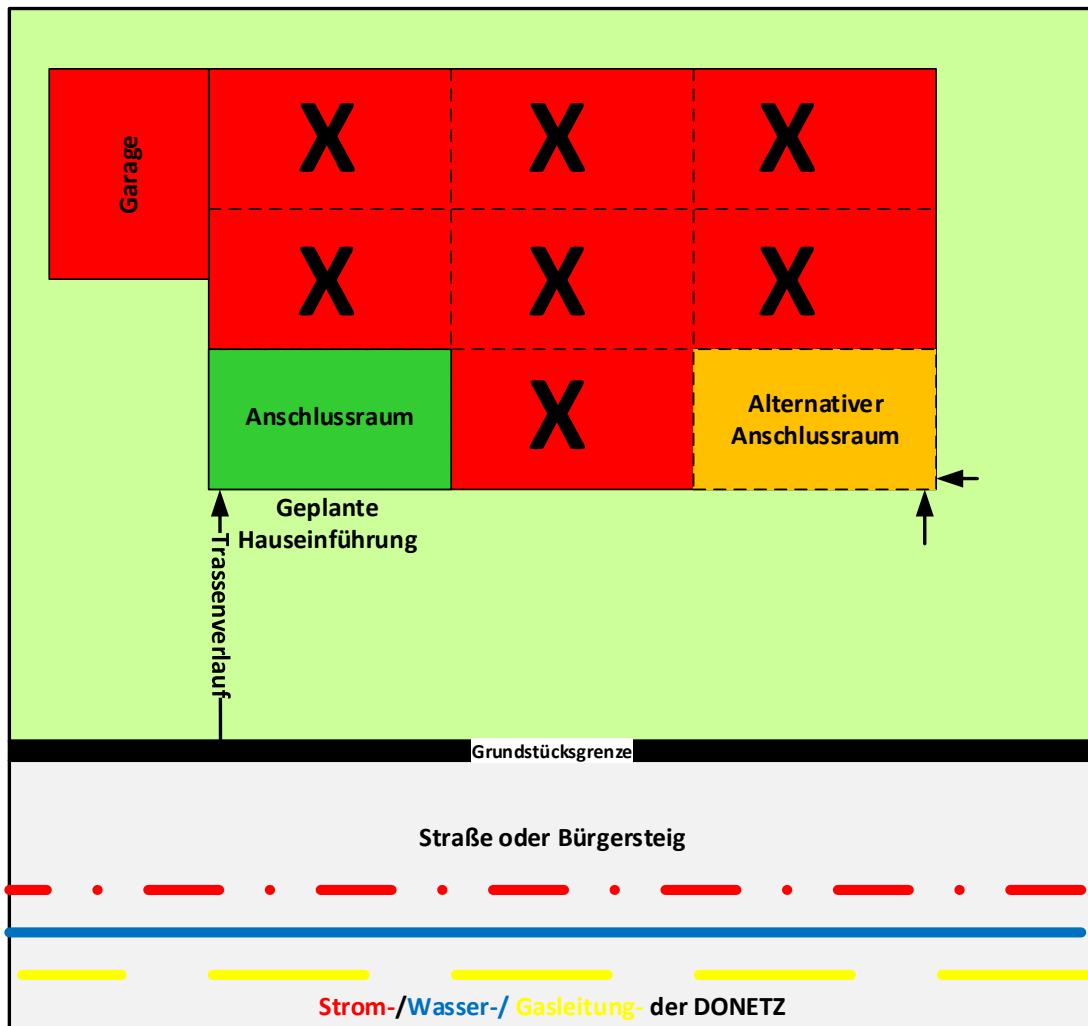 Garage
X X X
X X X
Anschlussraum
X
Alternativer
Anschlussraum
Geplante
Hauseinführung
Trassenverlauf
Grundstücksgrenze
Straße oder Bürgersteig
Strom-/Wasser-/ Gasleitung- der DONETZ